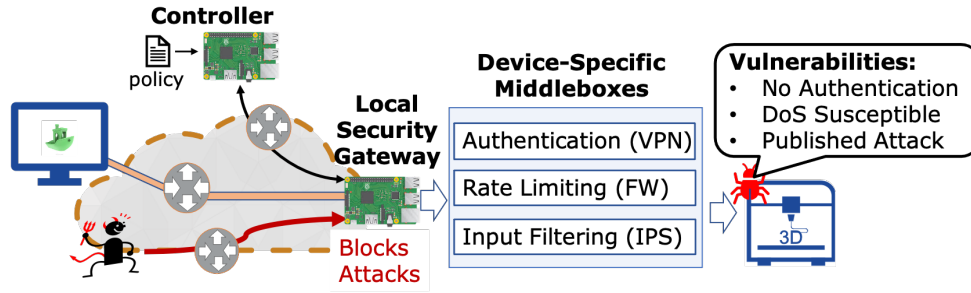 Controller
policy
Local
Security
Gateway
Blocks
Attacks
Device-Specific
Middleboxes
Authentication (VPN)
Rate Limiting (FW)
Input Filtering (IPS)
Vulnerabilities:
• No Authentication
• DoS Susceptible
• Published Attack
3D